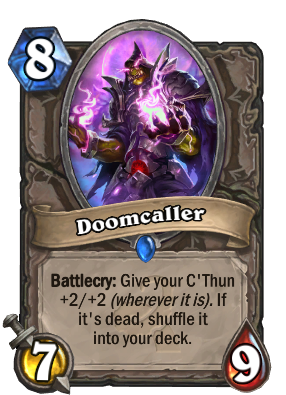 8
Doomcaller
Battlecry: Give your C'Thun
+2/+2 (wherever it is). If
it's dead, shuffle it
into your deck.
7
9